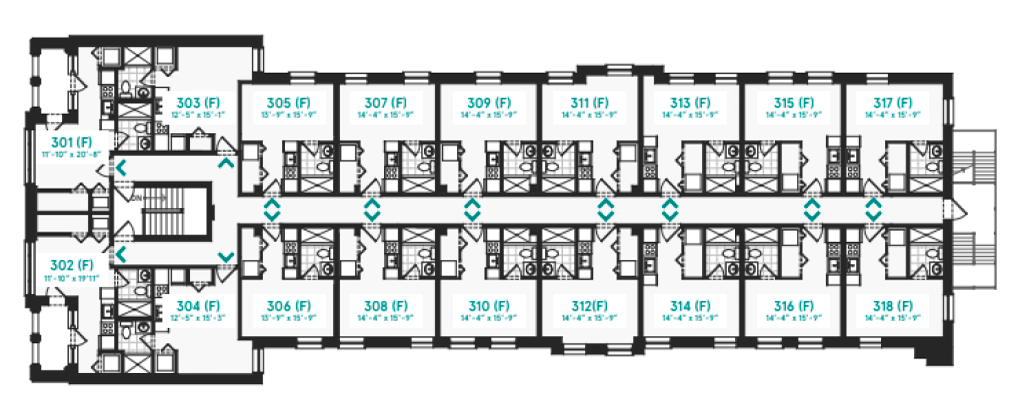 303 (F)
12'-5" x 15'-1"
305 (F)
13'-9" x 15'-9"
307 (F)
14'-4" x 15'-9"
309 (F)
14'-4" x 15'-9"
311 (F)
14'-4" x 15'-9"
313 (F)
14'-4" x 15'-9"
315 (F)
14'-4" x 15'-9"
317 (F)
14'-4" x 15'-9"
301 (F)
11'-10" x 20'-8"
DN
302 (F)
11'-10" x 19'11"
304 (F)
12'-5" x 15'-3"
306 (F)
13'-9" x 15'-9"
308 (F)
14'-4" x 15'-9"
310 (F)
14'-4" x 15'-9"
312(F)
14'-4" x 15'-9"
314 (F)
14'-4" x 15'-9"
316 (F)
14'-4" x 15'-9"
318 (F)
14'-4" x 15'-9"